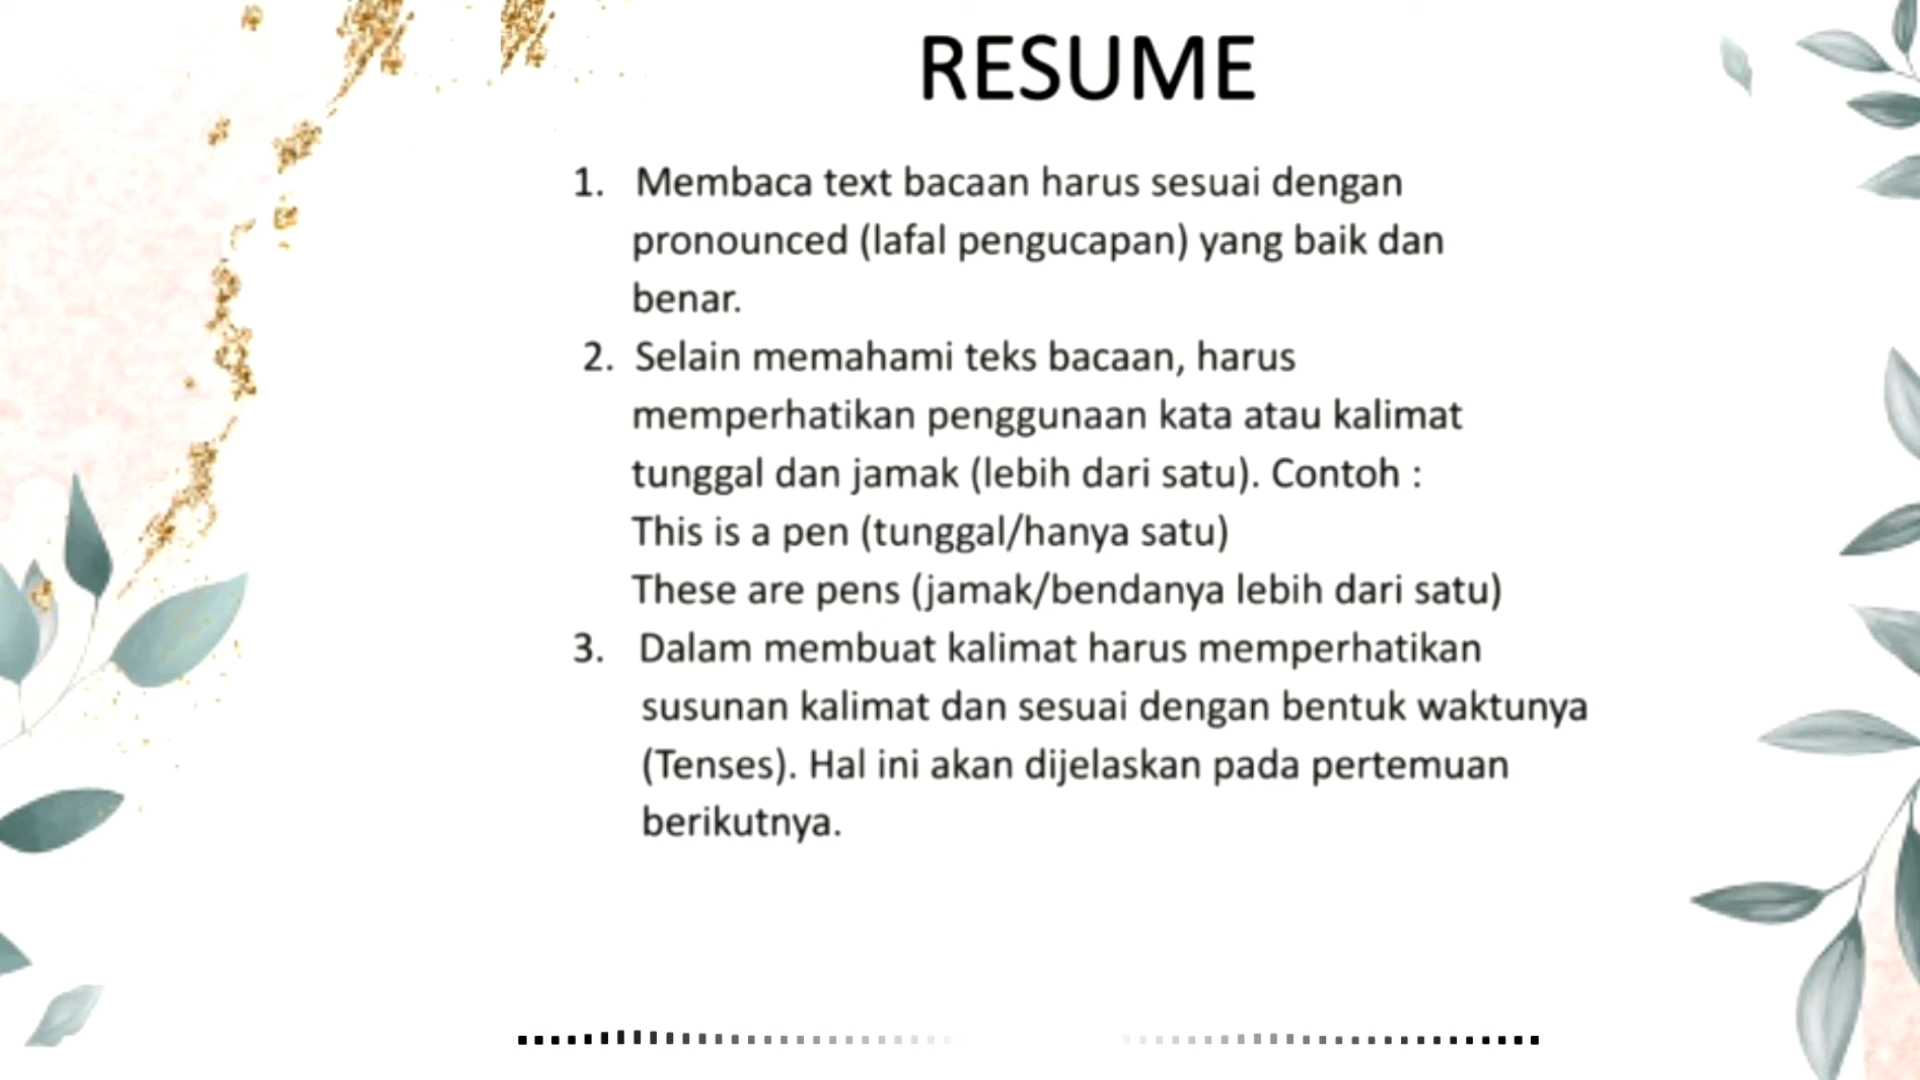 RESUME
1. Membaca text bacaan harus sesuai dengan
pronounced (lafal pengucapan) yang baik dan
benar.
2. Selain memahami teks bacaan, harus
memperhatikan penggunaan kata atau kalimat
tunggal dan jamak (lebih dari satu). Contoh :
This is a pen (tunggal/hanya satu)
These are pens (jamak/bendanya lebih dari satu)
3. Dalam membuat kalimat harus memperhatikan
susunan kalimat dan sesuai dengan bentuk waktunya
(Tenses). Hal ini akan dijelaskan pada pertemuan
berikutnya.